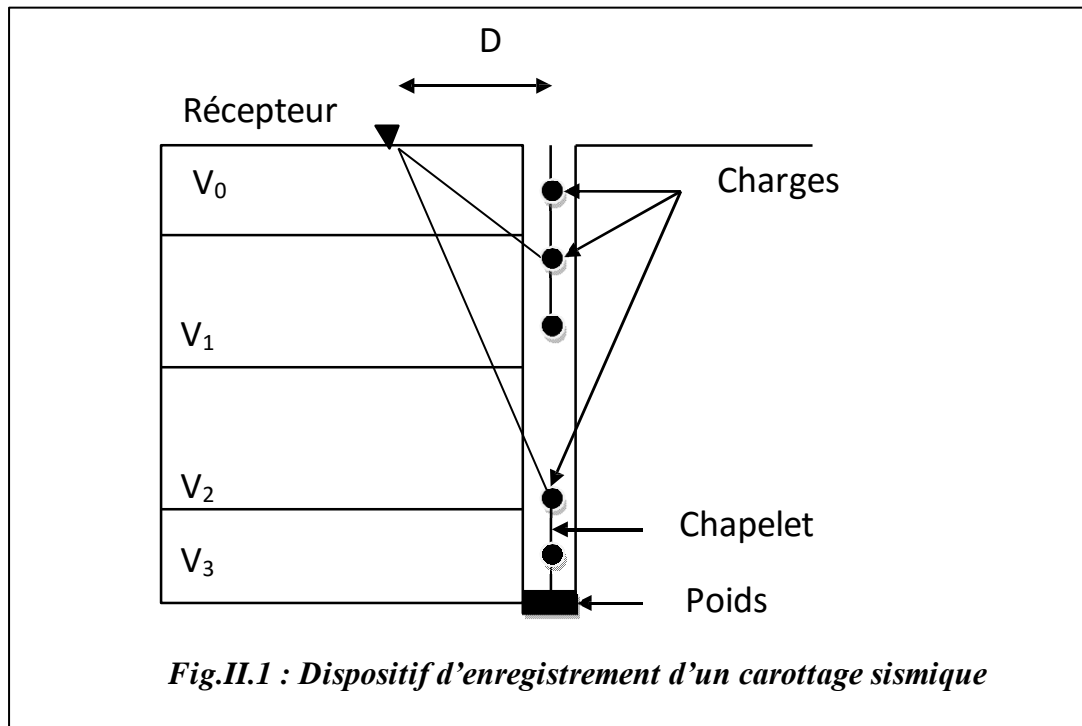 D
Récepteur
V₀
Charges
V₁
V₂
Chapelet
V₃
Poids
Fig.II.1 : Dispositif d’enregistrement d’un carottage sismique